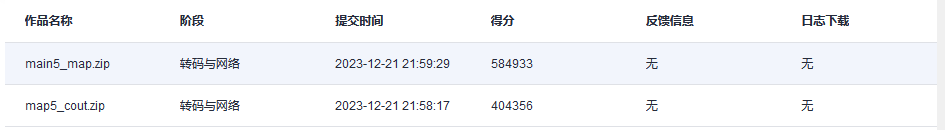 作品名称 阶段 提交时间 得分 反馈信息 日志下载
main5_map.zip 转码与网络 2023-12-21 21:59:29 584933 无 无
map5_cout.zip 转码与网络 2023-12-21 21:58:17 404356 无 无